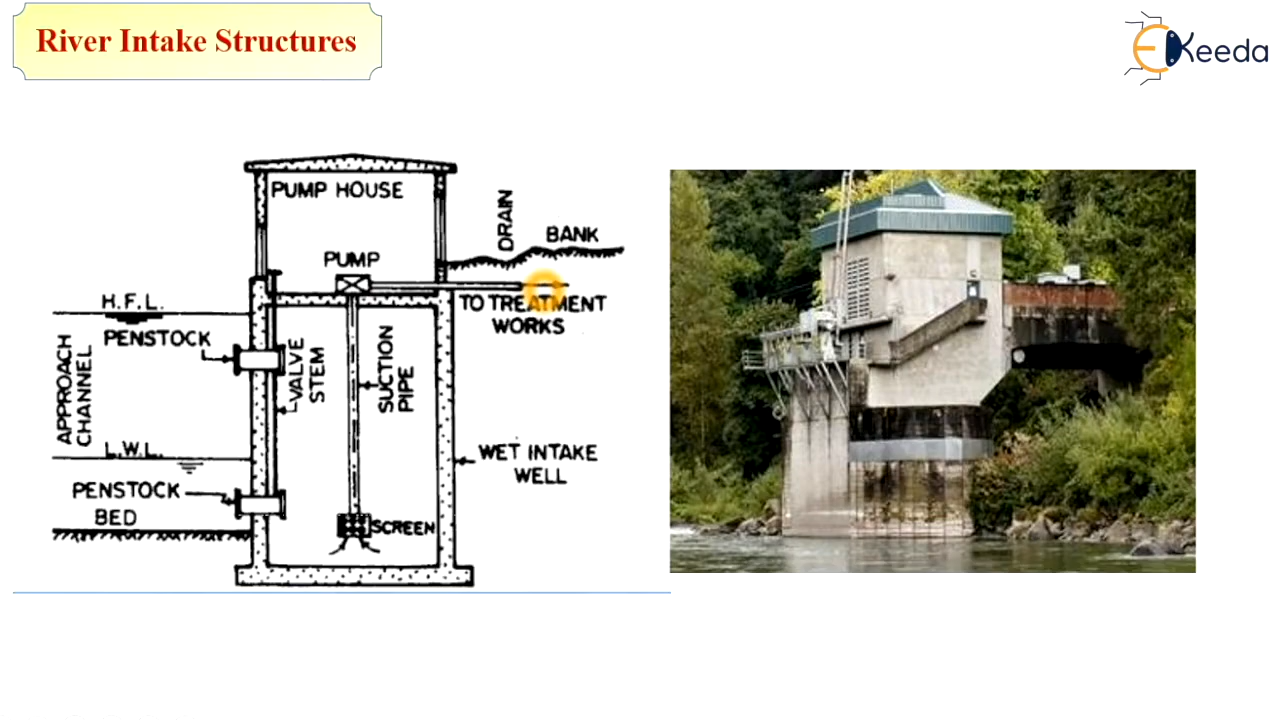 River Intake Structures
EKeeda
PUMP HOUSE
DRAIN
BANK
PUMP
H.F.L.
TO TREATMENT
WORKS
PENSTOCK
APPROACH
CHANNEL
VALVE
STEM
SUCTION
PIPE
L.W.L.
WET INTAKE
WELL
PENSTOCK
BED
SCREEN